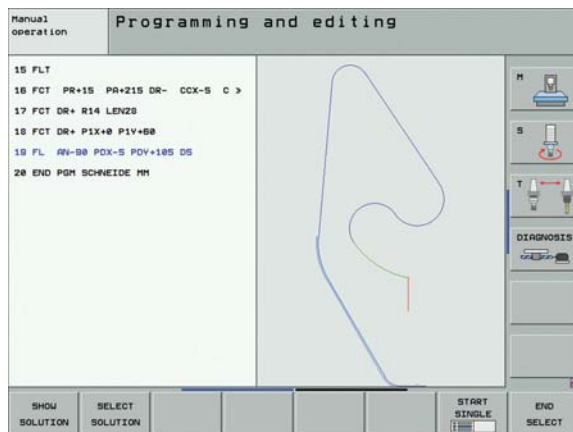 Manual operation
Programming and editing
15 FLT
16 FCT PR+15 PA+215 DR- CCX-5 C >
17 FCT DR+ R14 LEN28
18 FCT DR+ P1X+0 P1Y+60
19 FL AN-90 PDX-5 PDY+105 D5
20 END PGM SCHNEIDE MM
M
S
T
DIAGNOSIS
SHOW SOLUTION
SELECT SOLUTION
START SINGLE
END SELECT